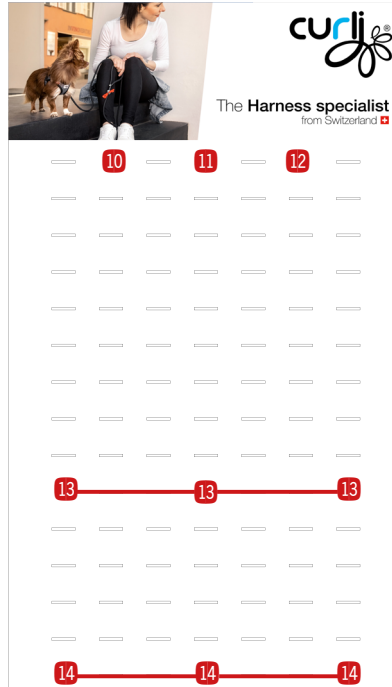 curli®
The Harness specialist
from Switzerland
10 11 12
13 13 13
14 14 14